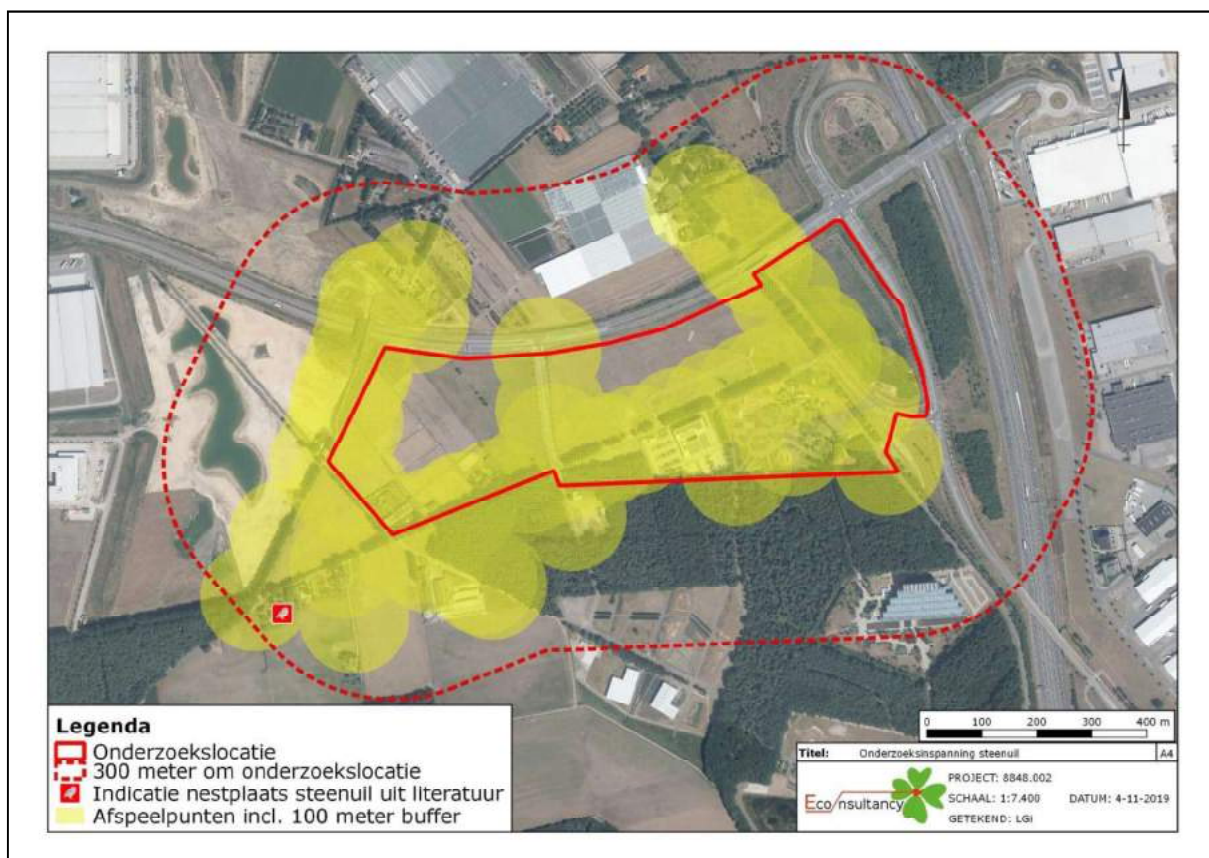 Legenda
Onderzoekslocatie
300 meter om onderzoekslocatie
Indicatie nestplaats steenuil uit literatuur
Afspeelpunten incl. 100 meter buffer
0 100 200 300 400 m
Titel: Onderzoeksinspanning steenuil A4
Econsultancy
PROJECT: 8848.002
SCHAAL: 1:7.400 DATUM: 4-11-2019
GETEKEND: LGI